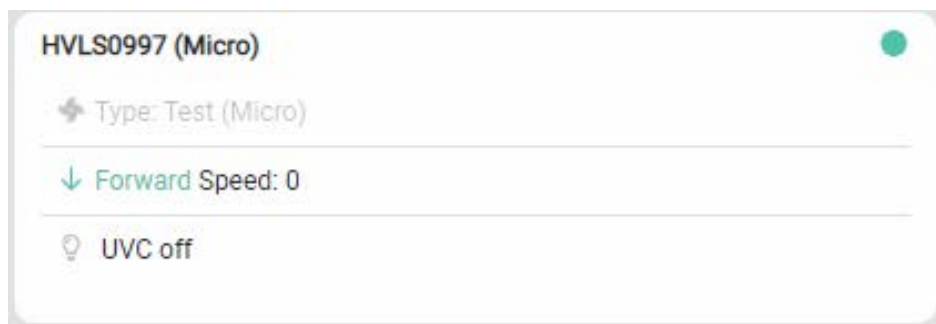 HVLS0997 (Micro)
Type: Test (Micro)
Forward Speed: 0
UVC off